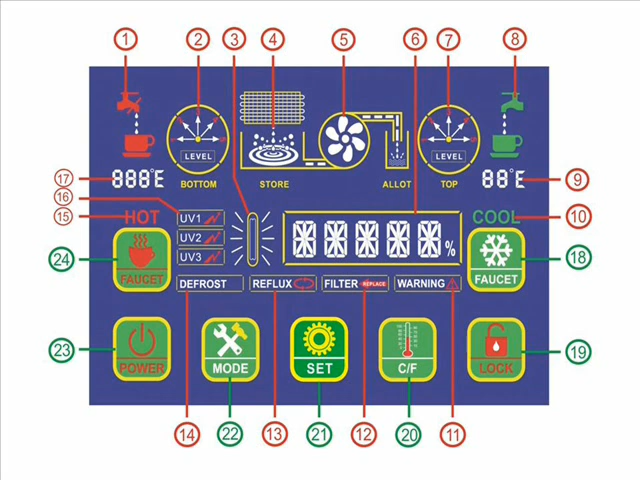 ① ② ③ ④ ⑤ ⑥ ⑦ ⑧
LEVEL LEVEL
⑰ 888°E BOTTOM STORE ALLOT TOP 88°E ⑨
⑯
⑮ HOT UV1 COOL ⑩
UV2
UV3 %
㉔ FAUCET FAUCET ⑱
DEFROST REFLUX FILTER REPLACE WARNING
㉓ POWER MODE SET C/F LOCK ⑲
⑭ ㉒ ⑬ ㉑ ⑫ ⑳ ⑪